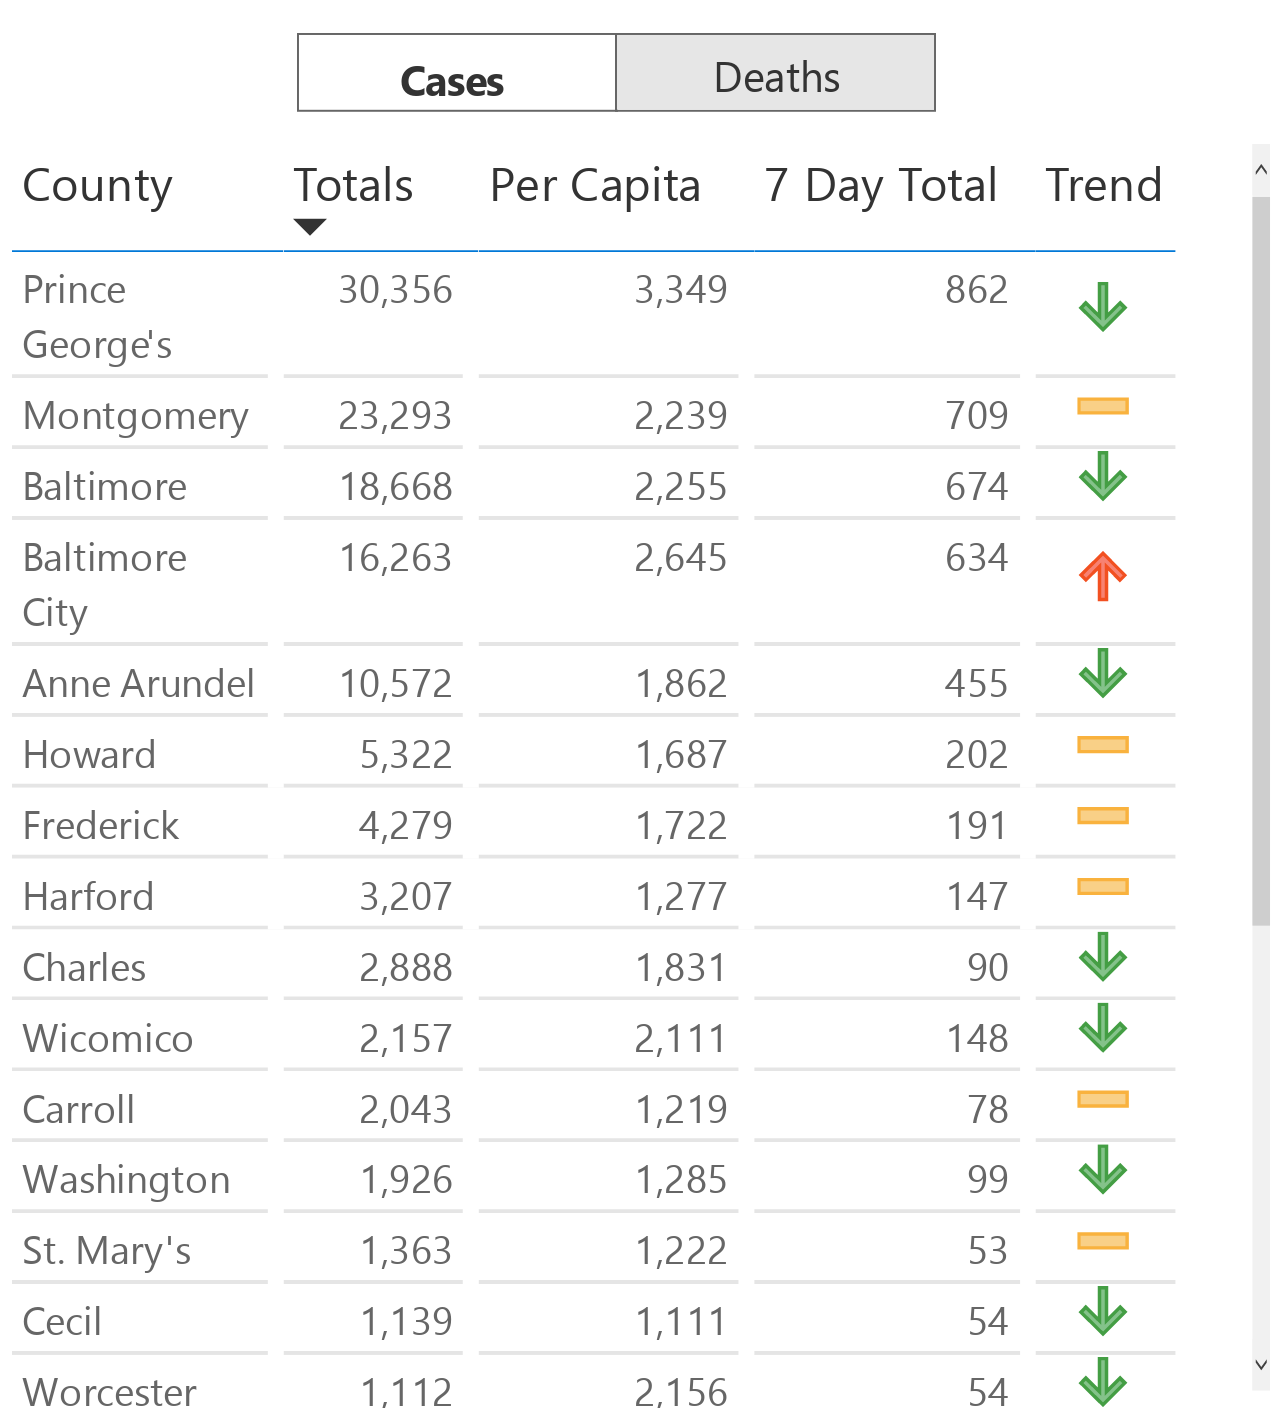 Cases Deaths
County Totals Per Capita 7 Day Total Trend
Prince 30,356 3,349 862
George's
Montgomery 23,293 2,239 709
Baltimore 18,668 2,255 674
Baltimore 16,263 2,645 634
City
Anne Arundel 10,572 1,862 455
Howard 5,322 1,687 202
Frederick 4,279 1,722 191
Harford 3,207 1,277 147
Charles 2,888 1,831 90
Wicomico 2,157 2,111 148
Carroll 2,043 1,219 78
Washington 1,926 1,285 99
St. Mary's 1,363 1,222 53
Cecil 1,139 1,111 54
Worcester 1,112 2,156 54